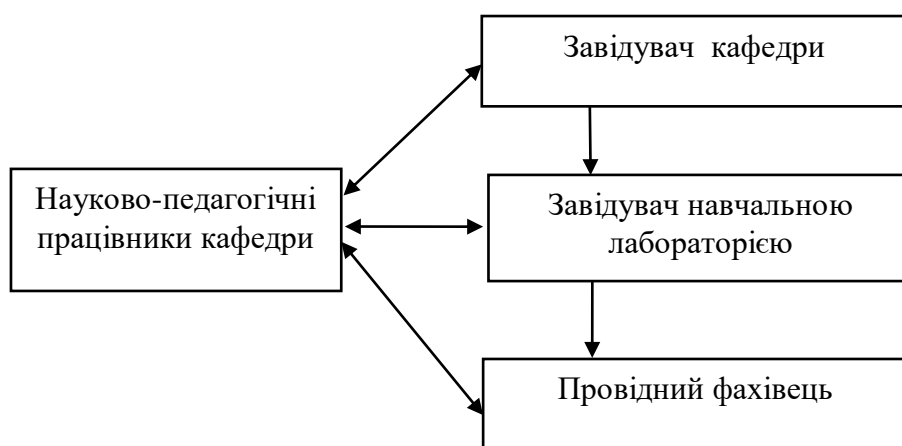 Завідувач кафедри
Науково-педагогічні
працівники кафедри
Завідувач навчальною
лабораторією
Провідний фахівець